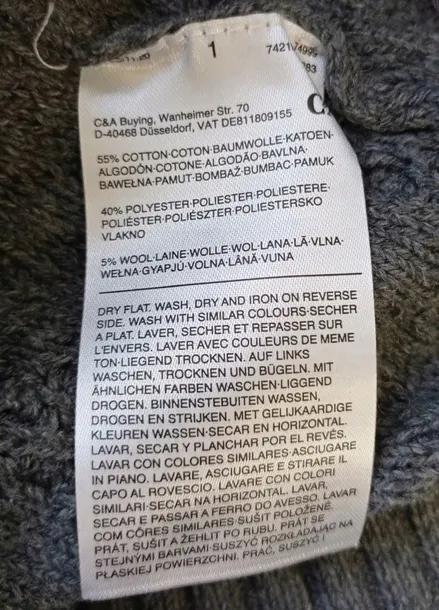 11.20
1
7421/74995
783
C
C&A Buying, Wanheimer Str. 70
D-40468 Düsseldorf, VAT DE811809155
55% COTTON·COTON·BAUMWOLLE·KATOEN·
ALGODÓN·COTONE·ALGODÃO·BAVLNA·
BAWEŁNA·PAMUT·BOMBAŽ·BUMBAC·PAMUK
40% POLYESTER·POLIESTER·POLIESTERE·
POLIÉSTER·POLIÉSZTER·POLIESTERSKO
VLAKNO
5% WOOL·LAINE·WOLLE·WOL·LANA·LÃ·VLNA·
WEŁNA·GYAPJÚ·VOLNA·LÂNĂ·VUNA
DRY FLAT. WASH, DRY AND IRON ON REVERSE
SIDE. WASH WITH SIMILAR COLOURS·SECHER
A PLAT. LAVER, SECHER ET REPASSER SUR
L'ENVERS. LAVER AVEC COULEURS DE MEME
TON·LIEGEND TROCKNEN. AUF LINKS
WASCHEN, TROCKNEN UND BÜGELN. MIT
ÄHNLICHEN FARBEN WASCHEN·LIGGEND
DROGEN. BINNENSTEBUITEN WASSEN,
DROGEN EN STRIJKEN. MET GELIJKAARDIGE
KLEUREN WASSEN·SECAR EN HORIZONTAL.
LAVAR, SECAR Y PLANCHAR POR EL REVÉS.
LAVAR CON COLORES SIMILARES·ASCIUGARE
IN PIANO. LAVARE, ASCIUGARE E STIRARE IL
CAPO AL ROVESCIO. LAVARE CON COLORI
SIMILARI·SECAR NA HORIZONTAL. LAVAR,
SECAR E PASSAR A FERRO DO AVESSO. LAVAR
COM CÔRES SIMILARES·SUŠIT POLOŽENÉ.
PRÁT, SUŠIT A ŽEHLIT PO RUBU. PRÁT SE
STEJNÝMI BARVAMI·SUSZYĆ ROZKŁADAJĄC NA
PŁASKIEJ POWIERZCHNI. PRAĆ, SUSZYĆ I